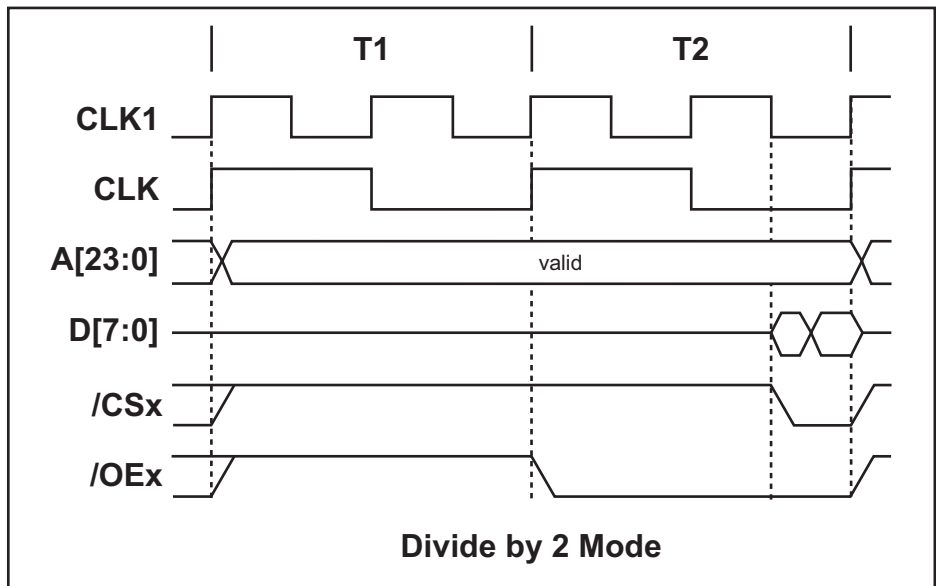 T1 T2
CLK1
CLK
A[23:0] valid
D[7:0]
/CSx
/OEx
Divide by 2 Mode